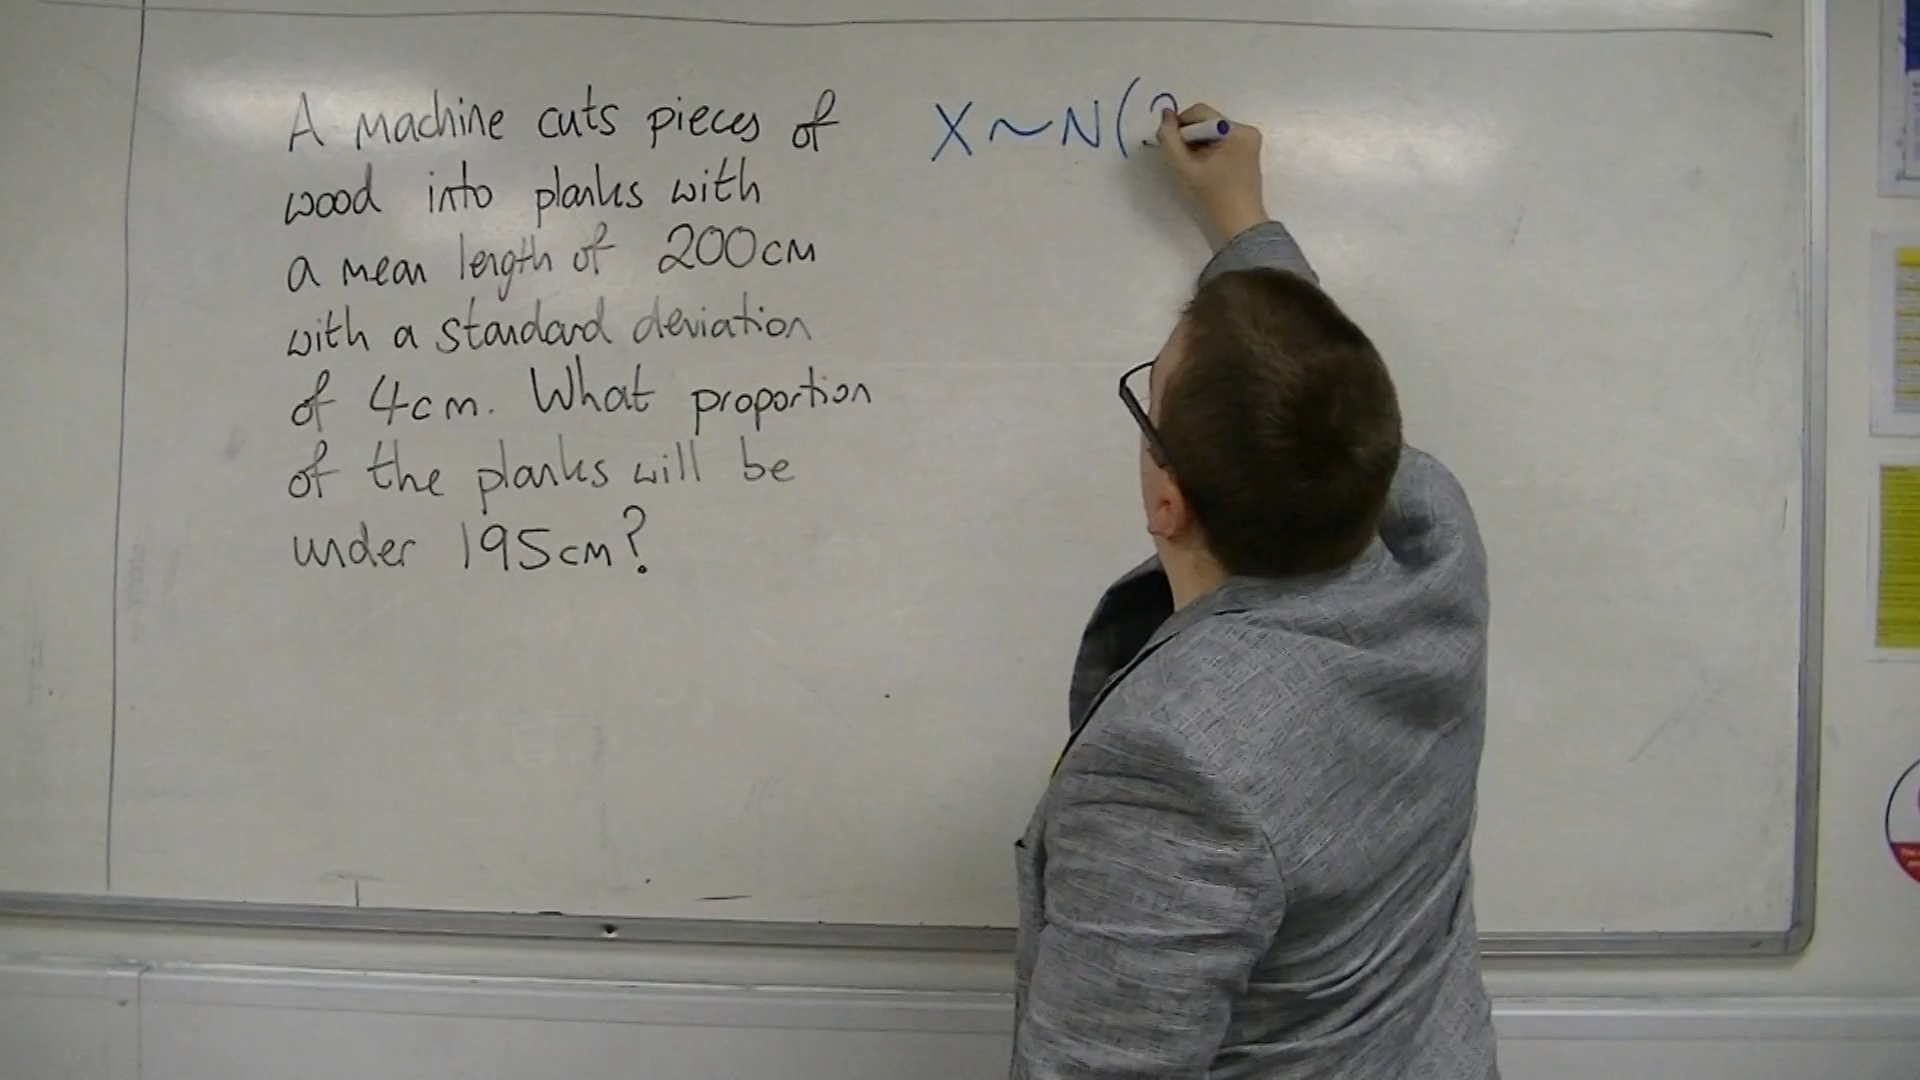 A machine cuts pieces of
wood into planks with
a mean length of 200cm
with a standard deviation
of 4cm. What proportion
of the planks will be
under 195cm?
X~N(2